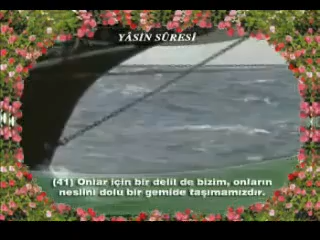 YÂSİN SÛRESİ
(41) Onlar için bir delil de bizim, onların
neslini dolu bir gemide taşımamızdır.